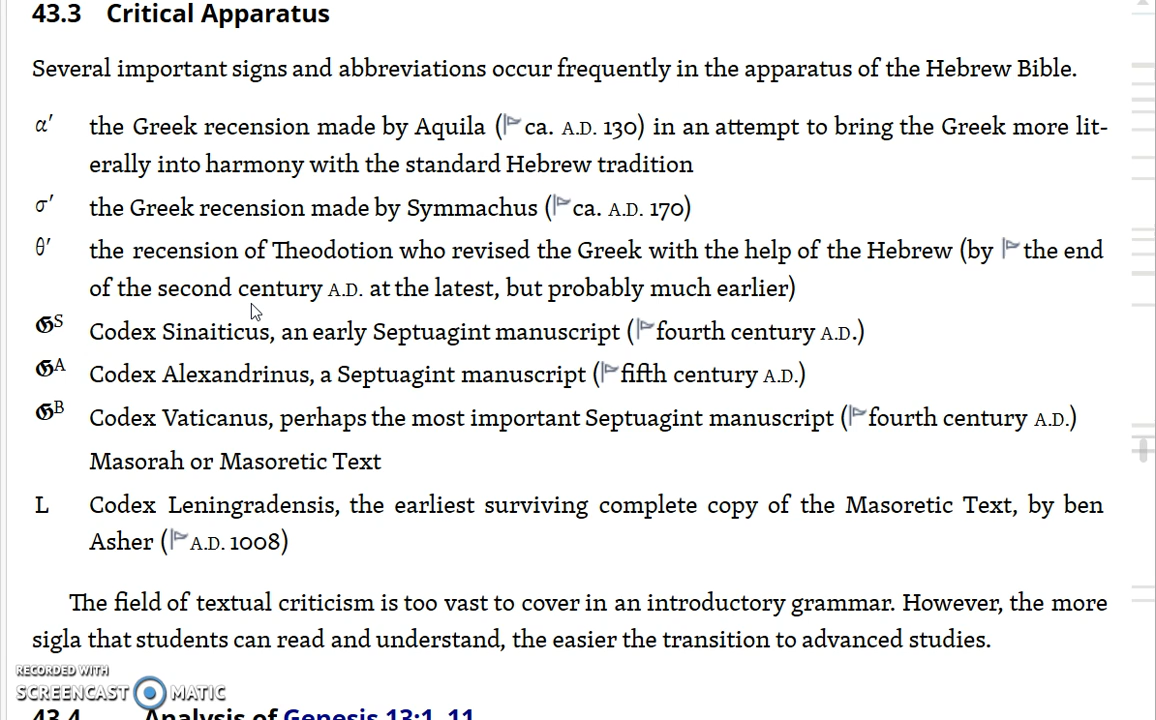 43.3 Critical Apparatus
Several important signs and abbreviations occur frequently in the apparatus of the Hebrew Bible.
α′ the Greek recension made by Aquila (ca. A.D. 130) in an attempt to bring the Greek more lit-
erally into harmony with the standard Hebrew tradition
σ′ the Greek recension made by Symmachus (ca. A.D. 170)
θ′ the recension of Theodotion who revised the Greek with the help of the Hebrew (by the end
of the second century A.D. at the latest, but probably much earlier)
𝕲S Codex Sinaiticus, an early Septuagint manuscript (fourth century A.D.)
𝕲A Codex Alexandrinus, a Septuagint manuscript (fifth century A.D.)
𝕲B Codex Vaticanus, perhaps the most important Septuagint manuscript (fourth century A.D.)
Masorah or Masoretic Text
L Codex Leningradensis, the earliest surviving complete copy of the Masoretic Text, by ben
Asher (A.D. 1008)
The field of textual criticism is too vast to cover in an introductory grammar. However, the more
sigla that students can read and understand, the easier the transition to advanced studies.
RECORDED WITH
SCREENCAST MATIC
43.4 Analysis of Genesis 13:1, 11